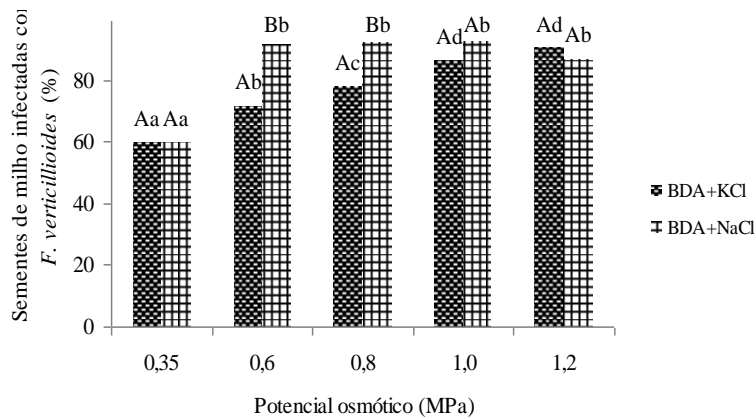 Sementes de milho infectadas co
F. verticillioides (%)
80
60
40
20
0
Aa Aa
Ab
Bb
Ac
Bb
Ad
Ab
Ad
Ab
0,35 0,6 0,8 1,0 1,2
Potencial osmótico (MPa)
BDA+KCl
BDA+NaCl